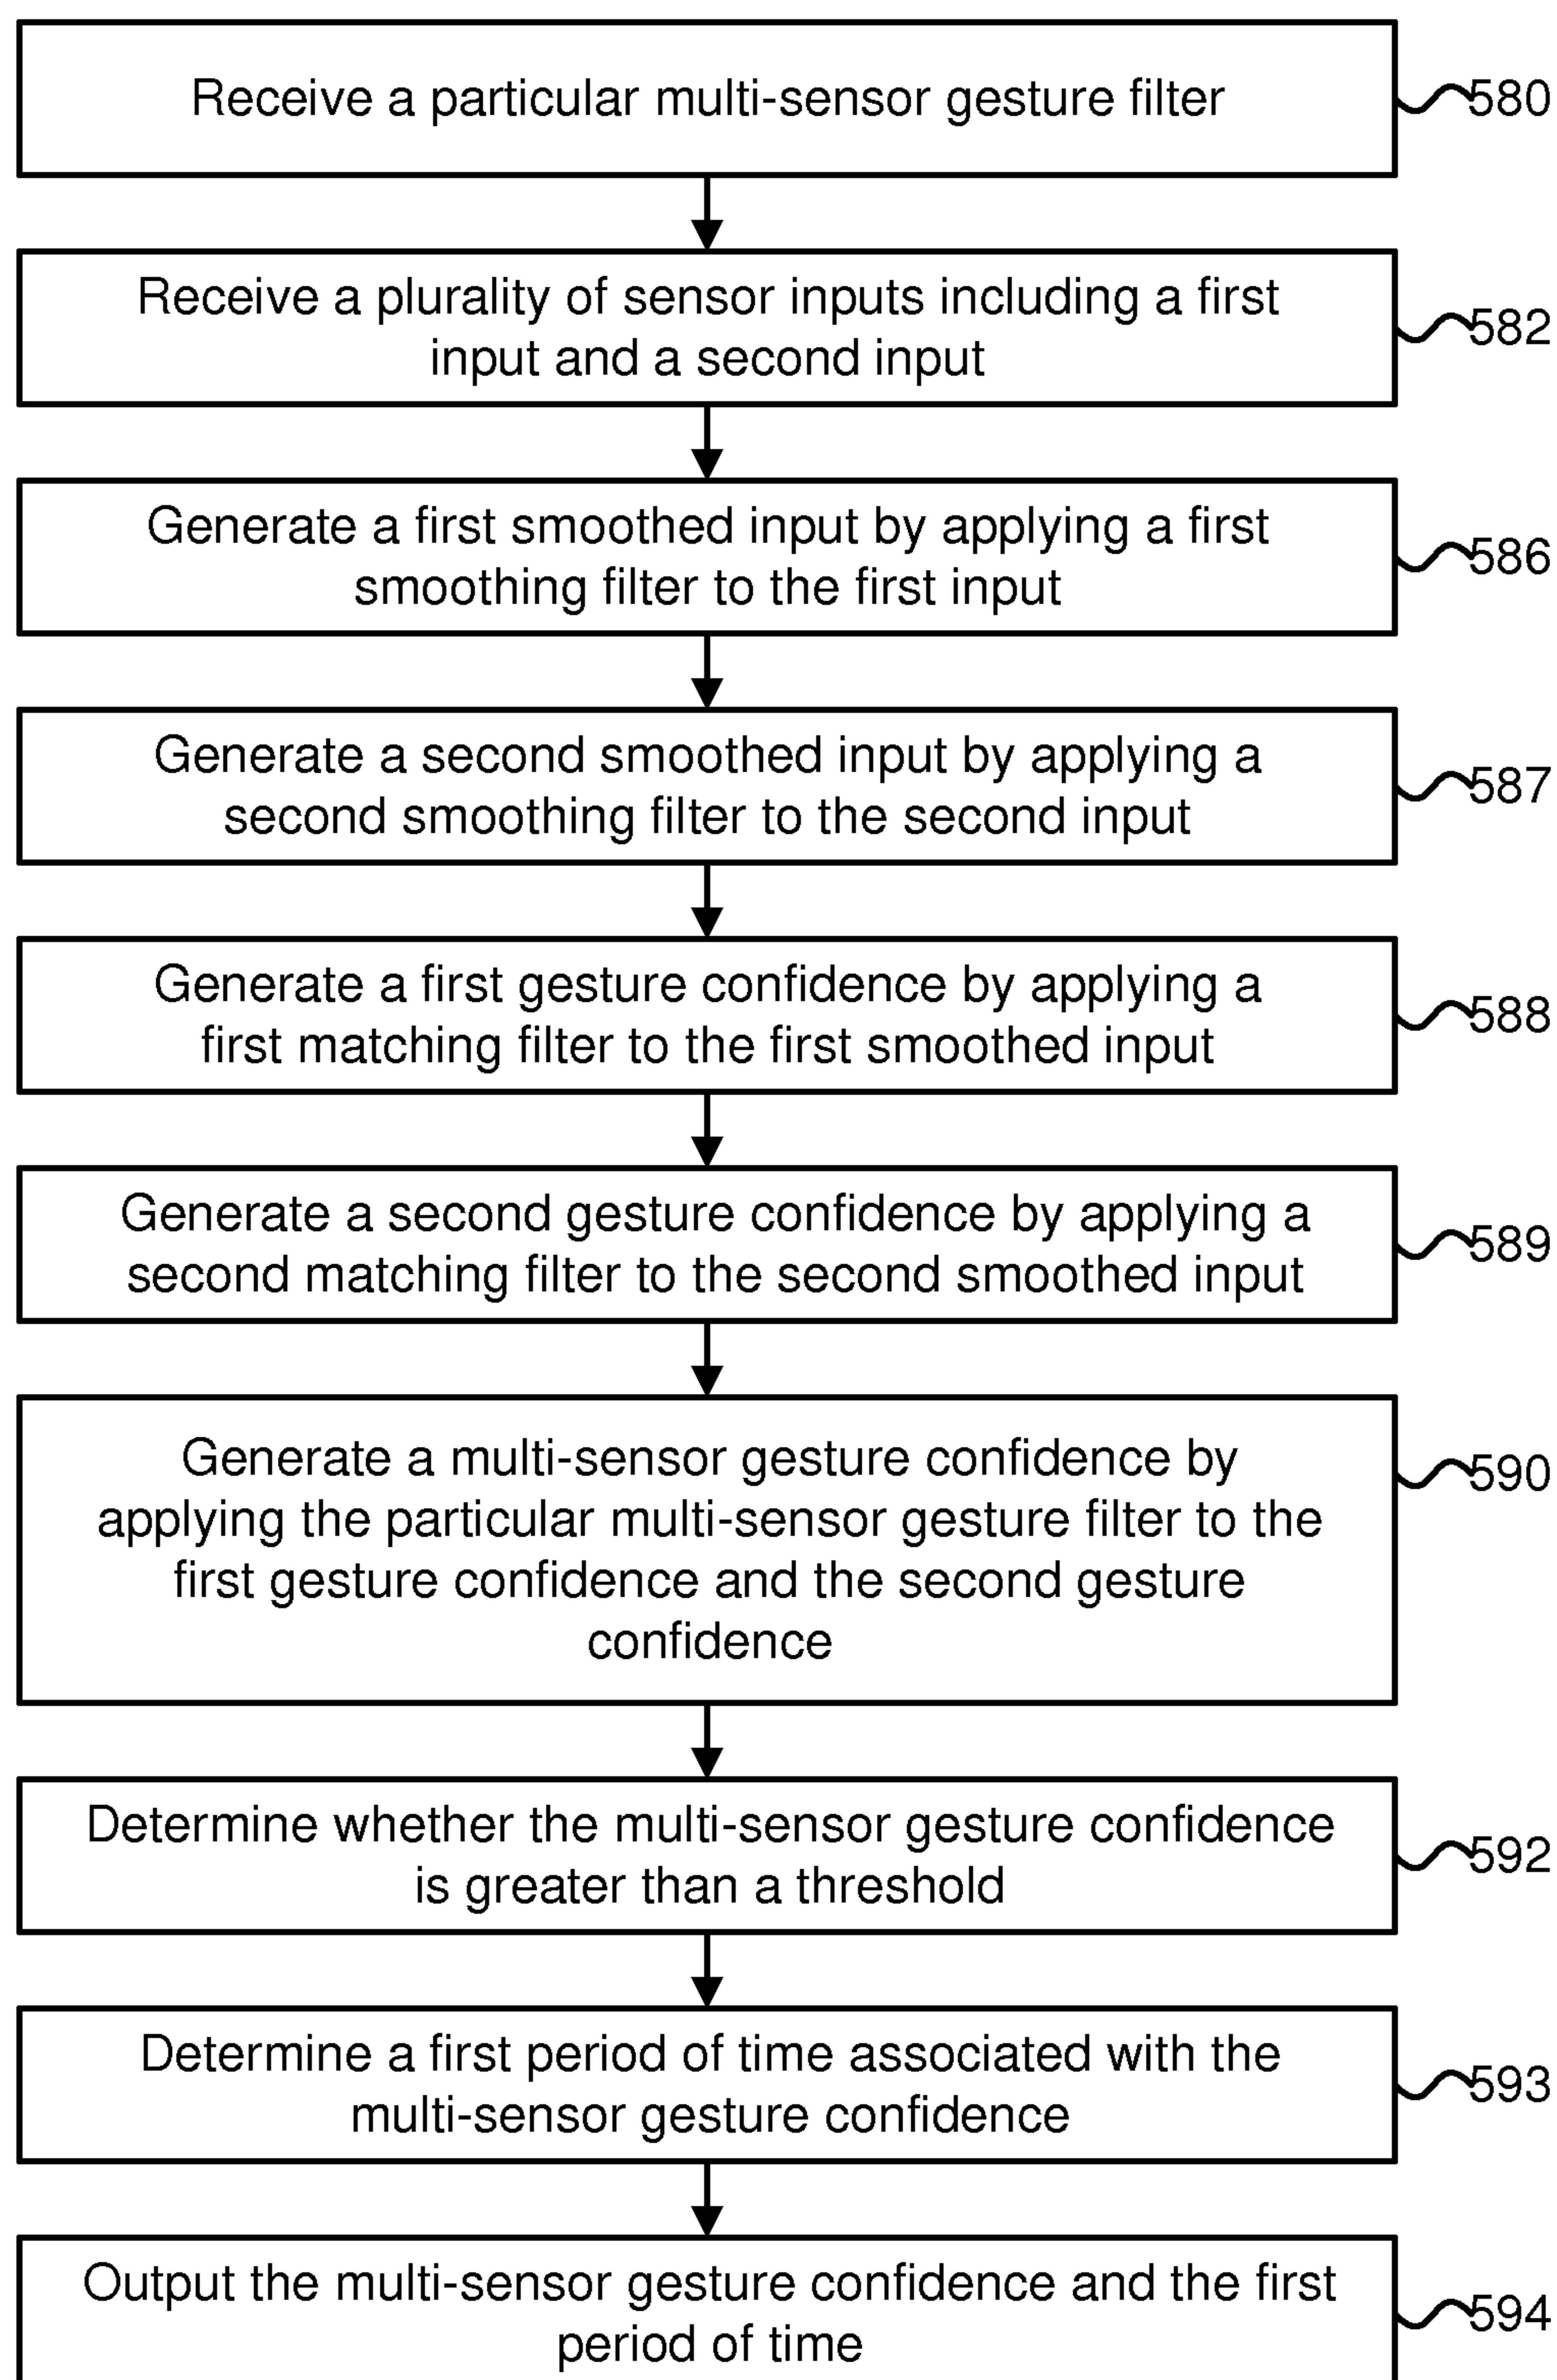 Receive a particular multi-sensor gesture filter
580
Receive a plurality of sensor inputs including a first
input and a second input
582
Generate a first smoothed input by applying a first
smoothing filter to the first input
586
Generate a second smoothed input by applying a
second smoothing filter to the second input
587
Generate a first gesture confidence by applying a
first matching filter to the first smoothed input
588
Generate a second gesture confidence by applying a
second matching filter to the second smoothed input
589
Generate a multi-sensor gesture confidence by
applying the particular multi-sensor gesture filter to the
first gesture confidence and the second gesture
confidence
590
Determine whether the multi-sensor gesture confidence
is greater than a threshold
592
Determine a first period of time associated with the
multi-sensor gesture confidence
593
Output the multi-sensor gesture confidence and the first
period of time
594